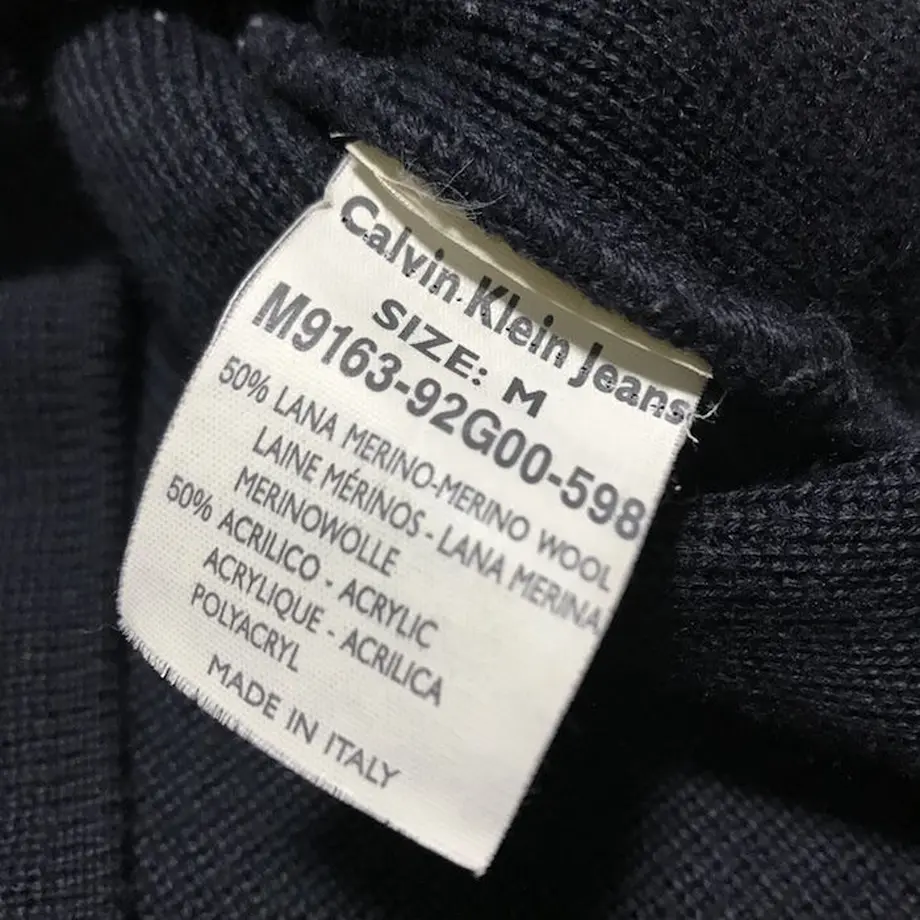 Calvin Klein Jeans
SIZE: M
M9163-92G00-598
50% LANA MERINO-MERINO WOOL
LAINE MÉRINOS - LANA MERINA
MERINOWOLLE
50% ACRILICO - ACRYLIC
ACRYLIQUE - ACRILICA
POLYACRYL
MADE IN ITALY